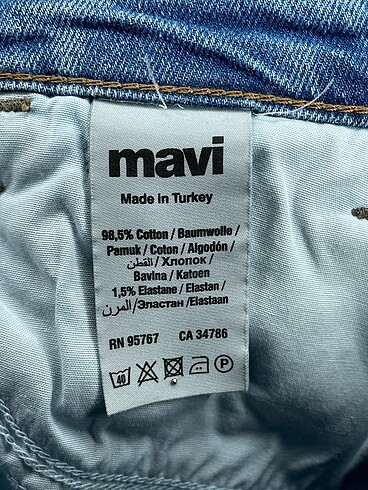 mavi
Made in Turkey
98,5% Cotton / Baumwolle /
Pamuk / Coton / Algodón /
القطن / Хлопок /
Bavlna / Katoen
1,5% Elastane / Elastan /
المرن/Эластан /Elastaan
RN 95767 CA 34786
40 P